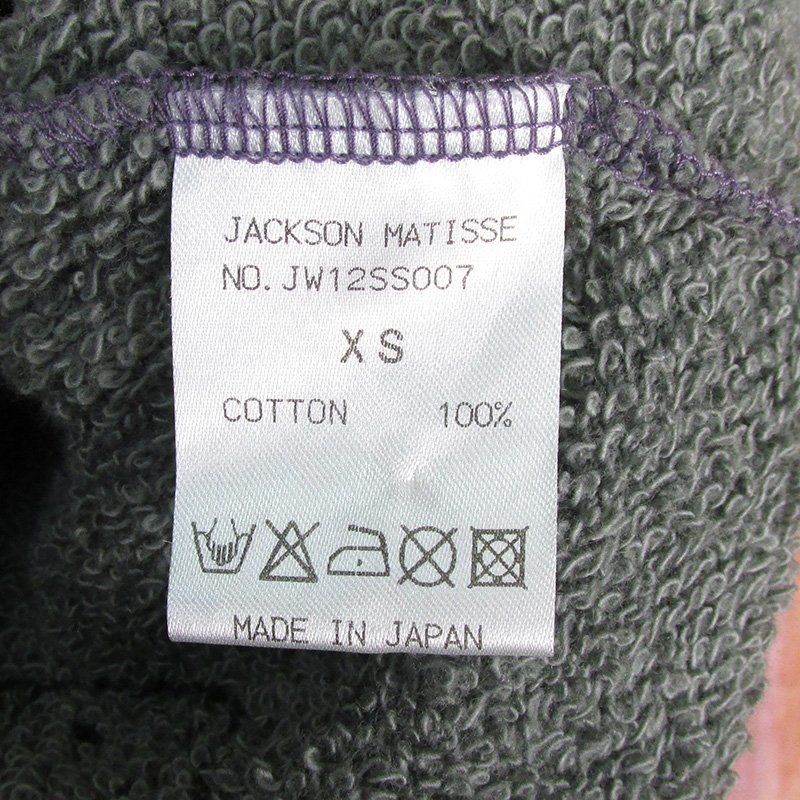 JACKSON MATISSE
NO.JW12SS007
XS
COTTON 100%
MADE IN JAPAN